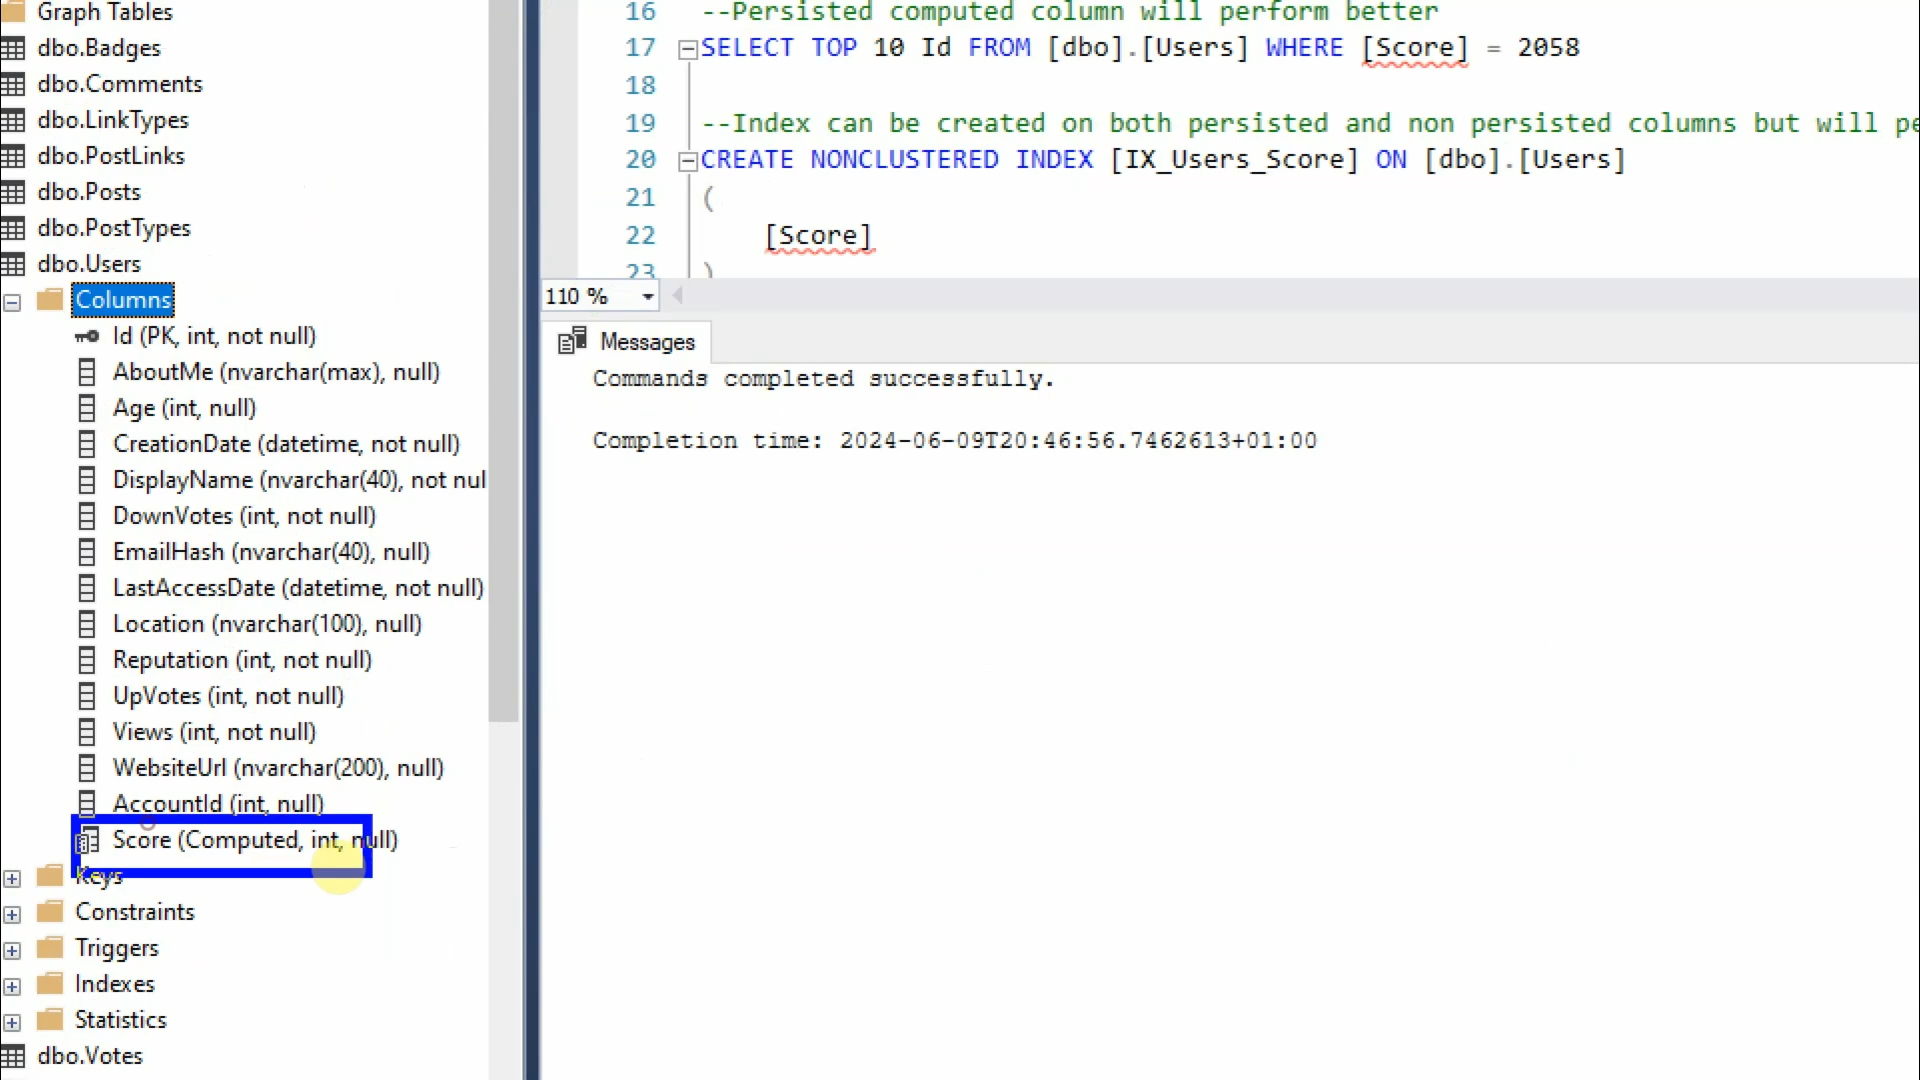 Graph Tables
dbo.Badges
dbo.Comments
dbo.LinkTypes
dbo.PostLinks
dbo.Posts
dbo.PostTypes
dbo.Users
Columns
Id (PK, int, not null)
AboutMe (nvarchar(max), null)
Age (int, null)
CreationDate (datetime, not null)
DisplayName (nvarchar(40), not nul
DownVotes (int, not null)
EmailHash (nvarchar(40), null)
LastAccessDate (datetime, not null)
Location (nvarchar(100), null)
Reputation (int, not null)
UpVotes (int, not null)
Views (int, not null)
WebsiteUrl (nvarchar(200), null)
AccountId (int, null)
Score (Computed, int, null)
Keys
Constraints
Triggers
Indexes
Statistics
dbo.Votes
16 --Persisted computed column will perform better
17 SELECT TOP 10 Id FROM [dbo].[Users] WHERE [Score] = 2058
18
19 --Index can be created on both persisted and non persisted columns but will pe
20 CREATE NONCLUSTERED INDEX [IX_Users_Score] ON [dbo].[Users]
21 (
22 [Score]
23 )
110 %
Messages
Commands completed successfully.
Completion time: 2024-06-09T20:46:56.7462613+01:00